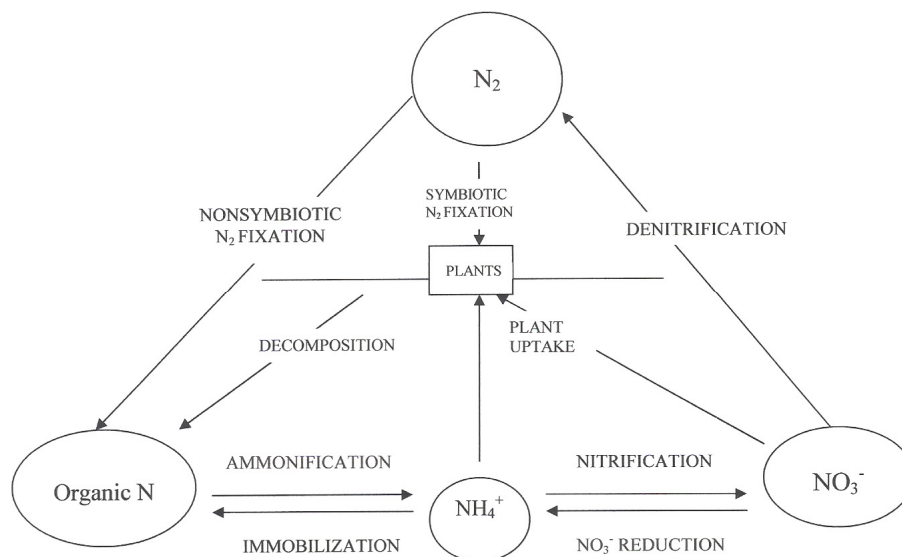 N₂
SYMBIOTIC
N₂ FIXATION
NONSYMBIOTIC
N₂ FIXATION
DENITRIFICATION
PLANTS
PLANT
UPTAKE
DECOMPOSITION
AMMONIFICATION
NITRIFICATION
Organic N
NH₄⁺
NO₃⁻
IMMOBILIZATION
NO₃⁻ REDUCTION